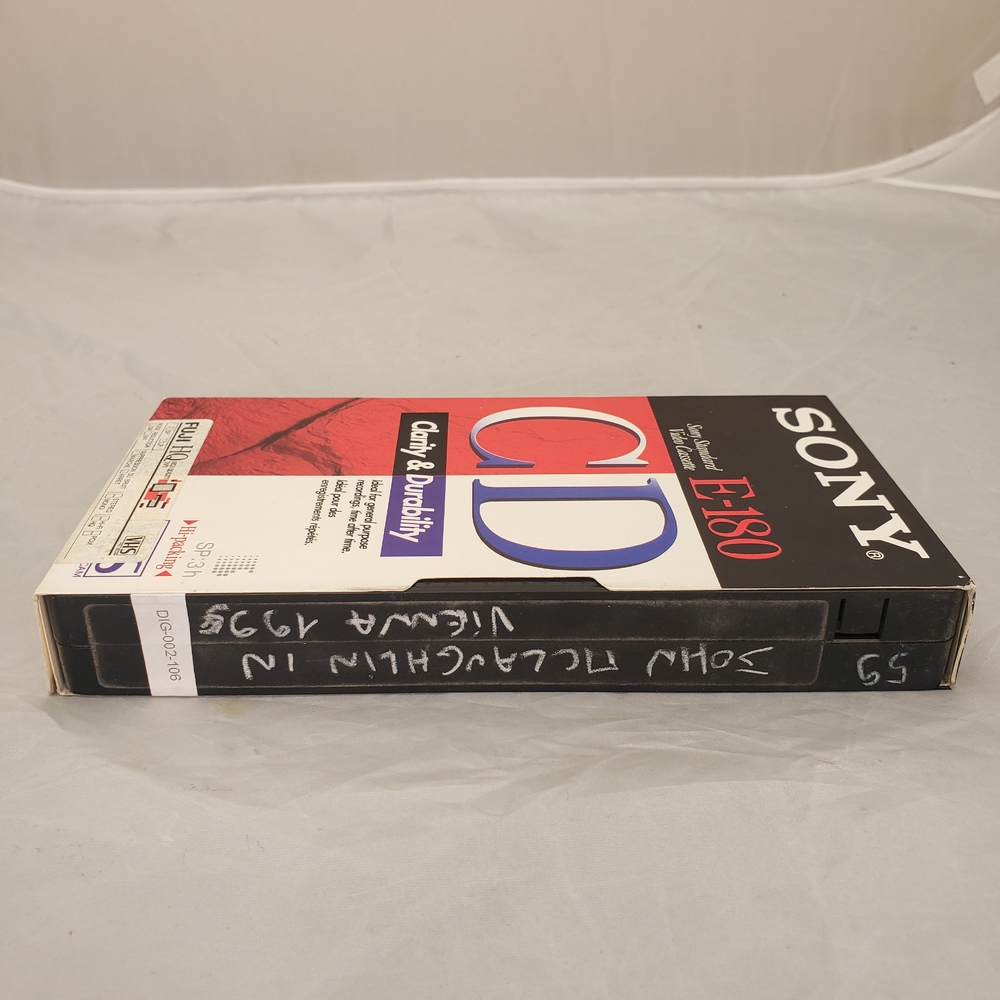 SONY®
E-180
Sony Standard
Video Cassette
CD
Clarity & Durability
Ideal for general purpose
recordings, time after time.
Idéal pour des
enregistrements répétés.
SP:3h
Hi-packing
FUJI HQ
VHS
59
JOHN McLAUGHLIN IN
VIENNA 1995
DIG-002-106